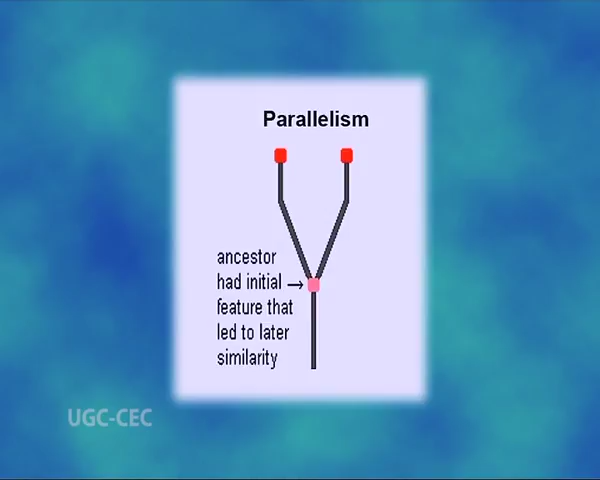 Parallelism
ancestor
had initial →
feature that
led to later
similarity
UGC-CEC